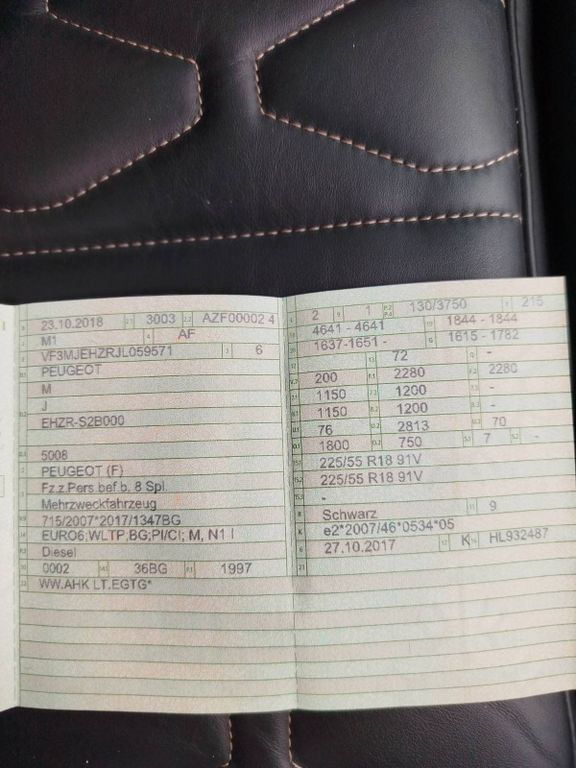 23.10.2018 3003 AZF00002 4
M1 AF
VF3MJEHZRJL059571 6
PEUGEOT
M
J
EHZR-S2B000
5008
PEUGEOT (F)
Fz.z.Pers bef b. 8 Spl.
Mehrzweckfahrzeug
715/2007*2017/1347BG
EURO6;WLTP;BG;PI/CI; M, N1 I
Diesel
0002 36BG 1997
WW.AHK LT.EGTG*
2 1 130/3750 215
4641 - 4641 1844 - 1844
1637-1651 - 1615 - 1782
72 -
200 2280 2280
1150 1200 -
1150 1200 -
76 2813 70
1800 750 7 -
225/55 R18 91V
225/55 R18 91V
-
Schwarz 9
e2*2007/46*0534*05
27.10.2017 K HL932487